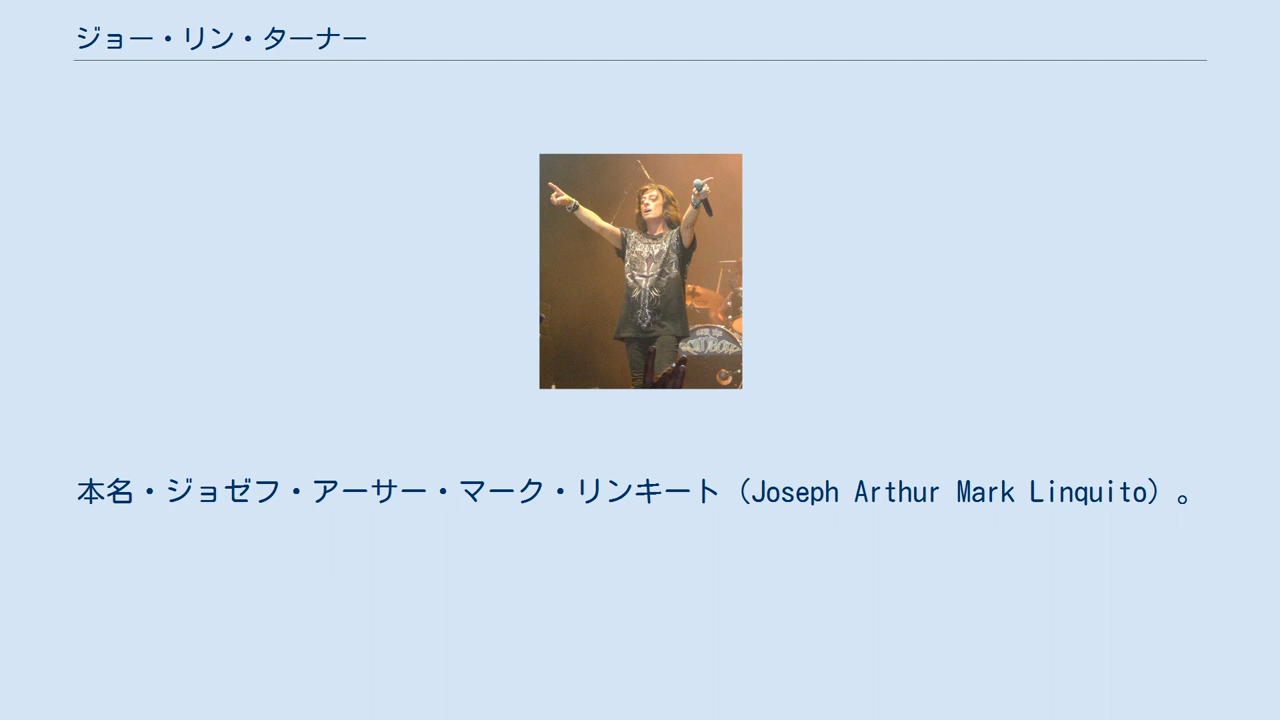 ジョー・リン・ターナー
本名・ジョゼフ・アーサー・マーク・リンキート（Joseph Arthur Mark Linquito）。